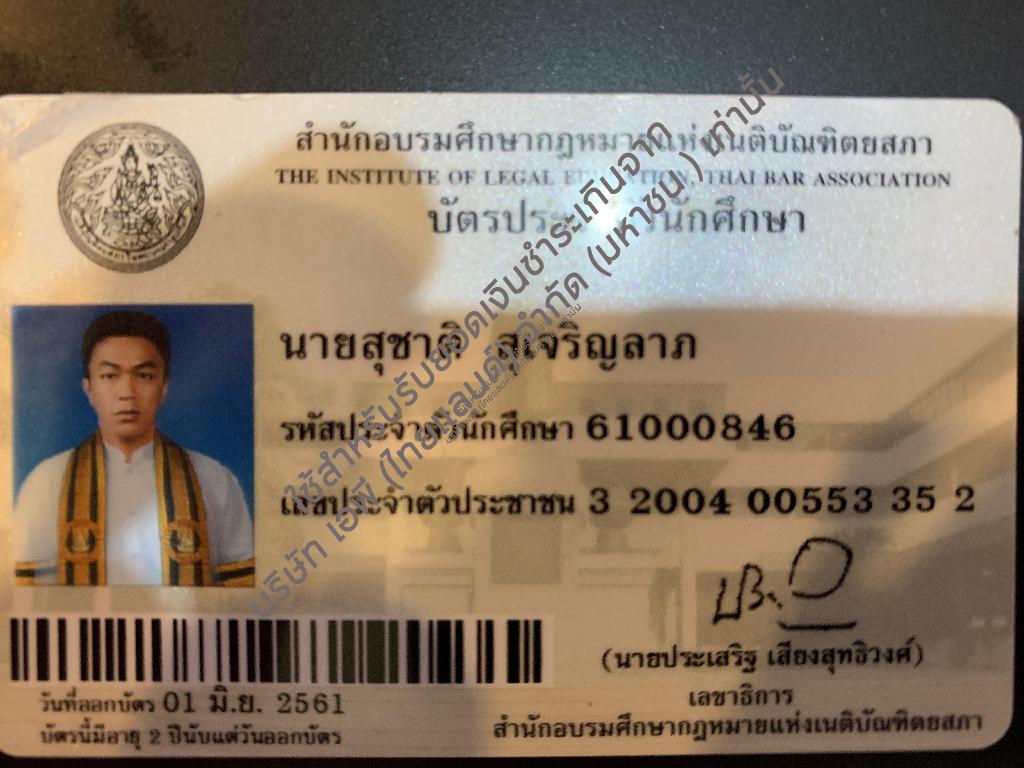 สำนักอบรมศึกษากฎหมายแห่งเนติบัณฑิตยสภา
THE INSTITUTE OF LEGAL EDUCATION, THAI BAR ASSOCIATION
บัตรประจำตัวนักศึกษา
นายสุชาติ สุเจริญลาภ
รหัสประจำตัวนักศึกษา 61000846
เลขประจำตัวประชาชน 3 2004 00553 35 2
(นายประเสริฐ เสียงสุทธิวงศ์)
เลขาธิการ
สำนักอบรมศึกษากฎหมายแห่งเนติบัณฑิตยสภา
วันที่ออกบัตร 01 มิ.ย. 2561
บัตรนี้มีอายุ 2 ปีนับแต่วันออกบัตร
ใช้สำหรับรับยอดเงินชำระเกินจาก
บริษัท เอพี (ไทยแลนด์) จำกัด (มหาชน) เท่านั้น